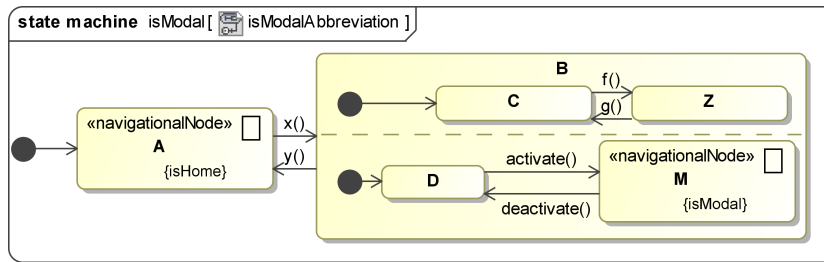 state machine isModal[ isModalAbbreviation ]
B
f()
C
Z
g()
«navigationalNode»
A
{isHome}
x()
y()
activate()
D
deactivate()
«navigationalNode»
M
{isModal}